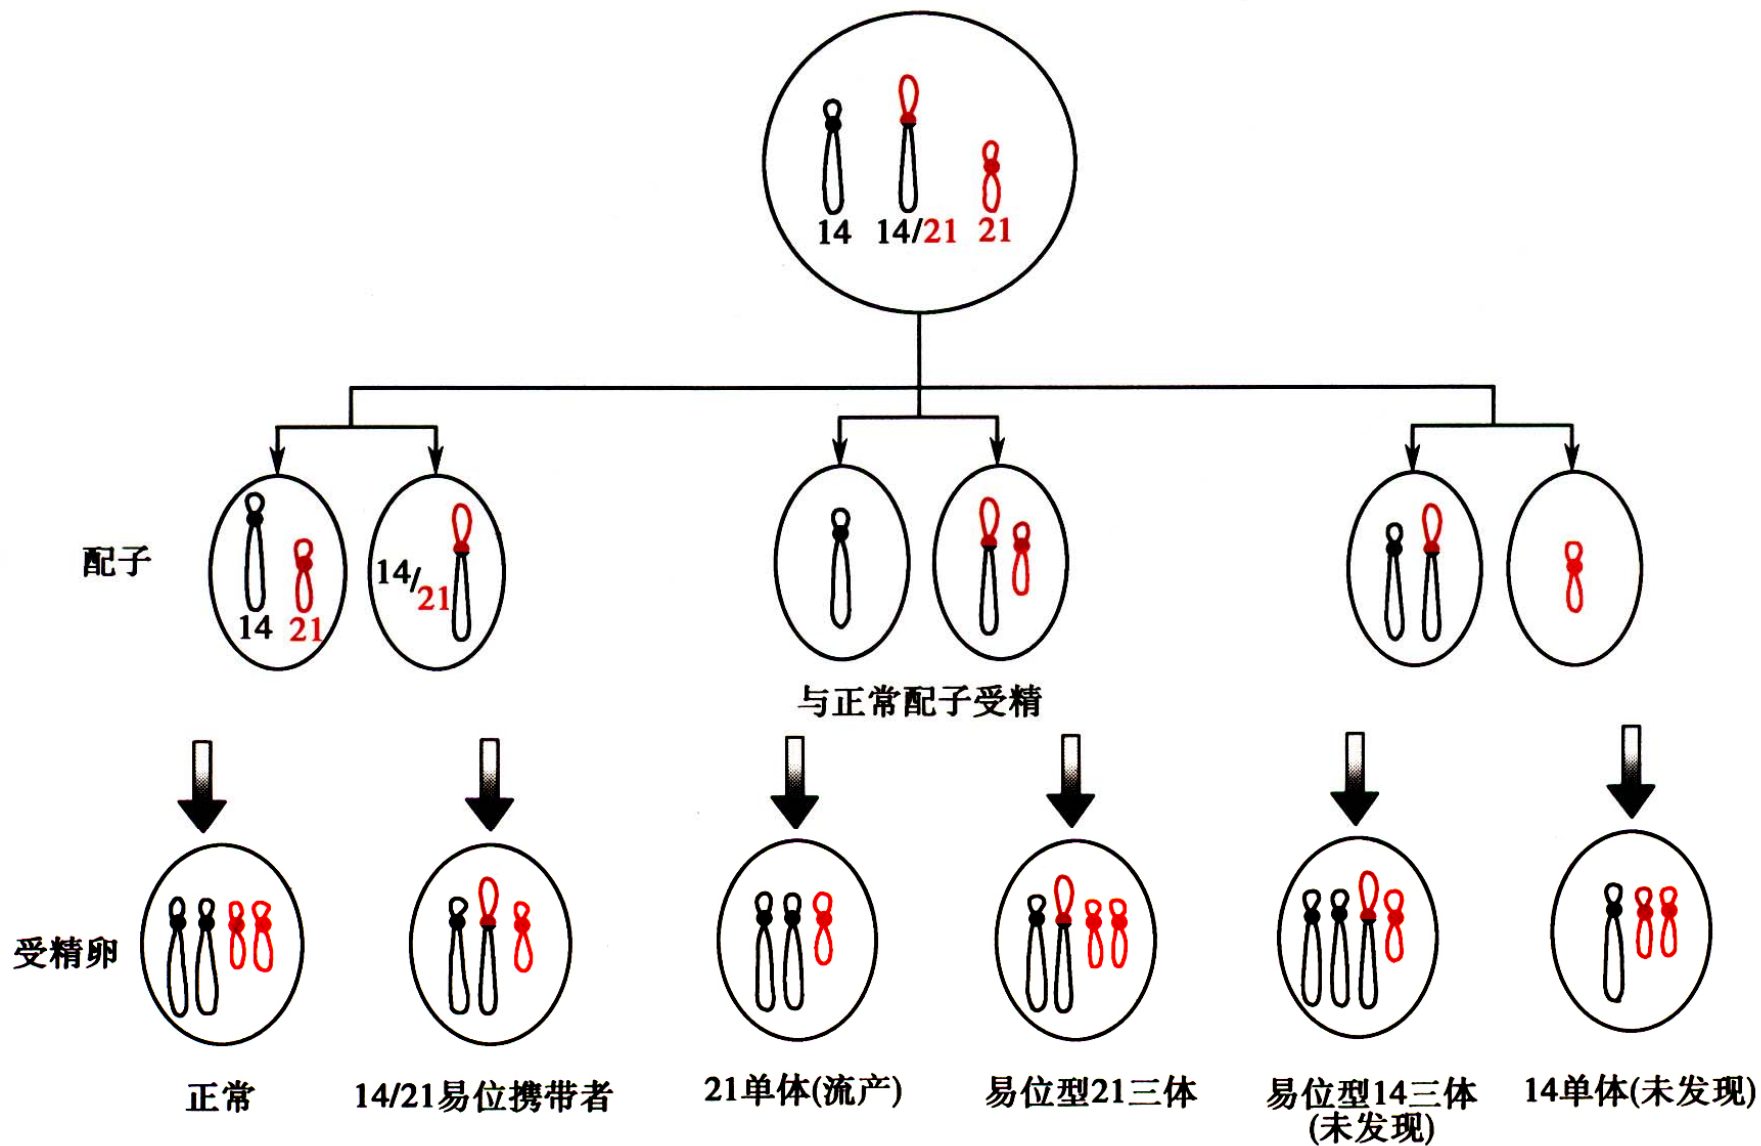 14 14/21 21
配子
14 21
14/21
与正常配子受精
受精卵
正常
14/21易位携带者
21单体(流产)
易位型21三体
易位型14三体
(未发现)
14单体(未发现)